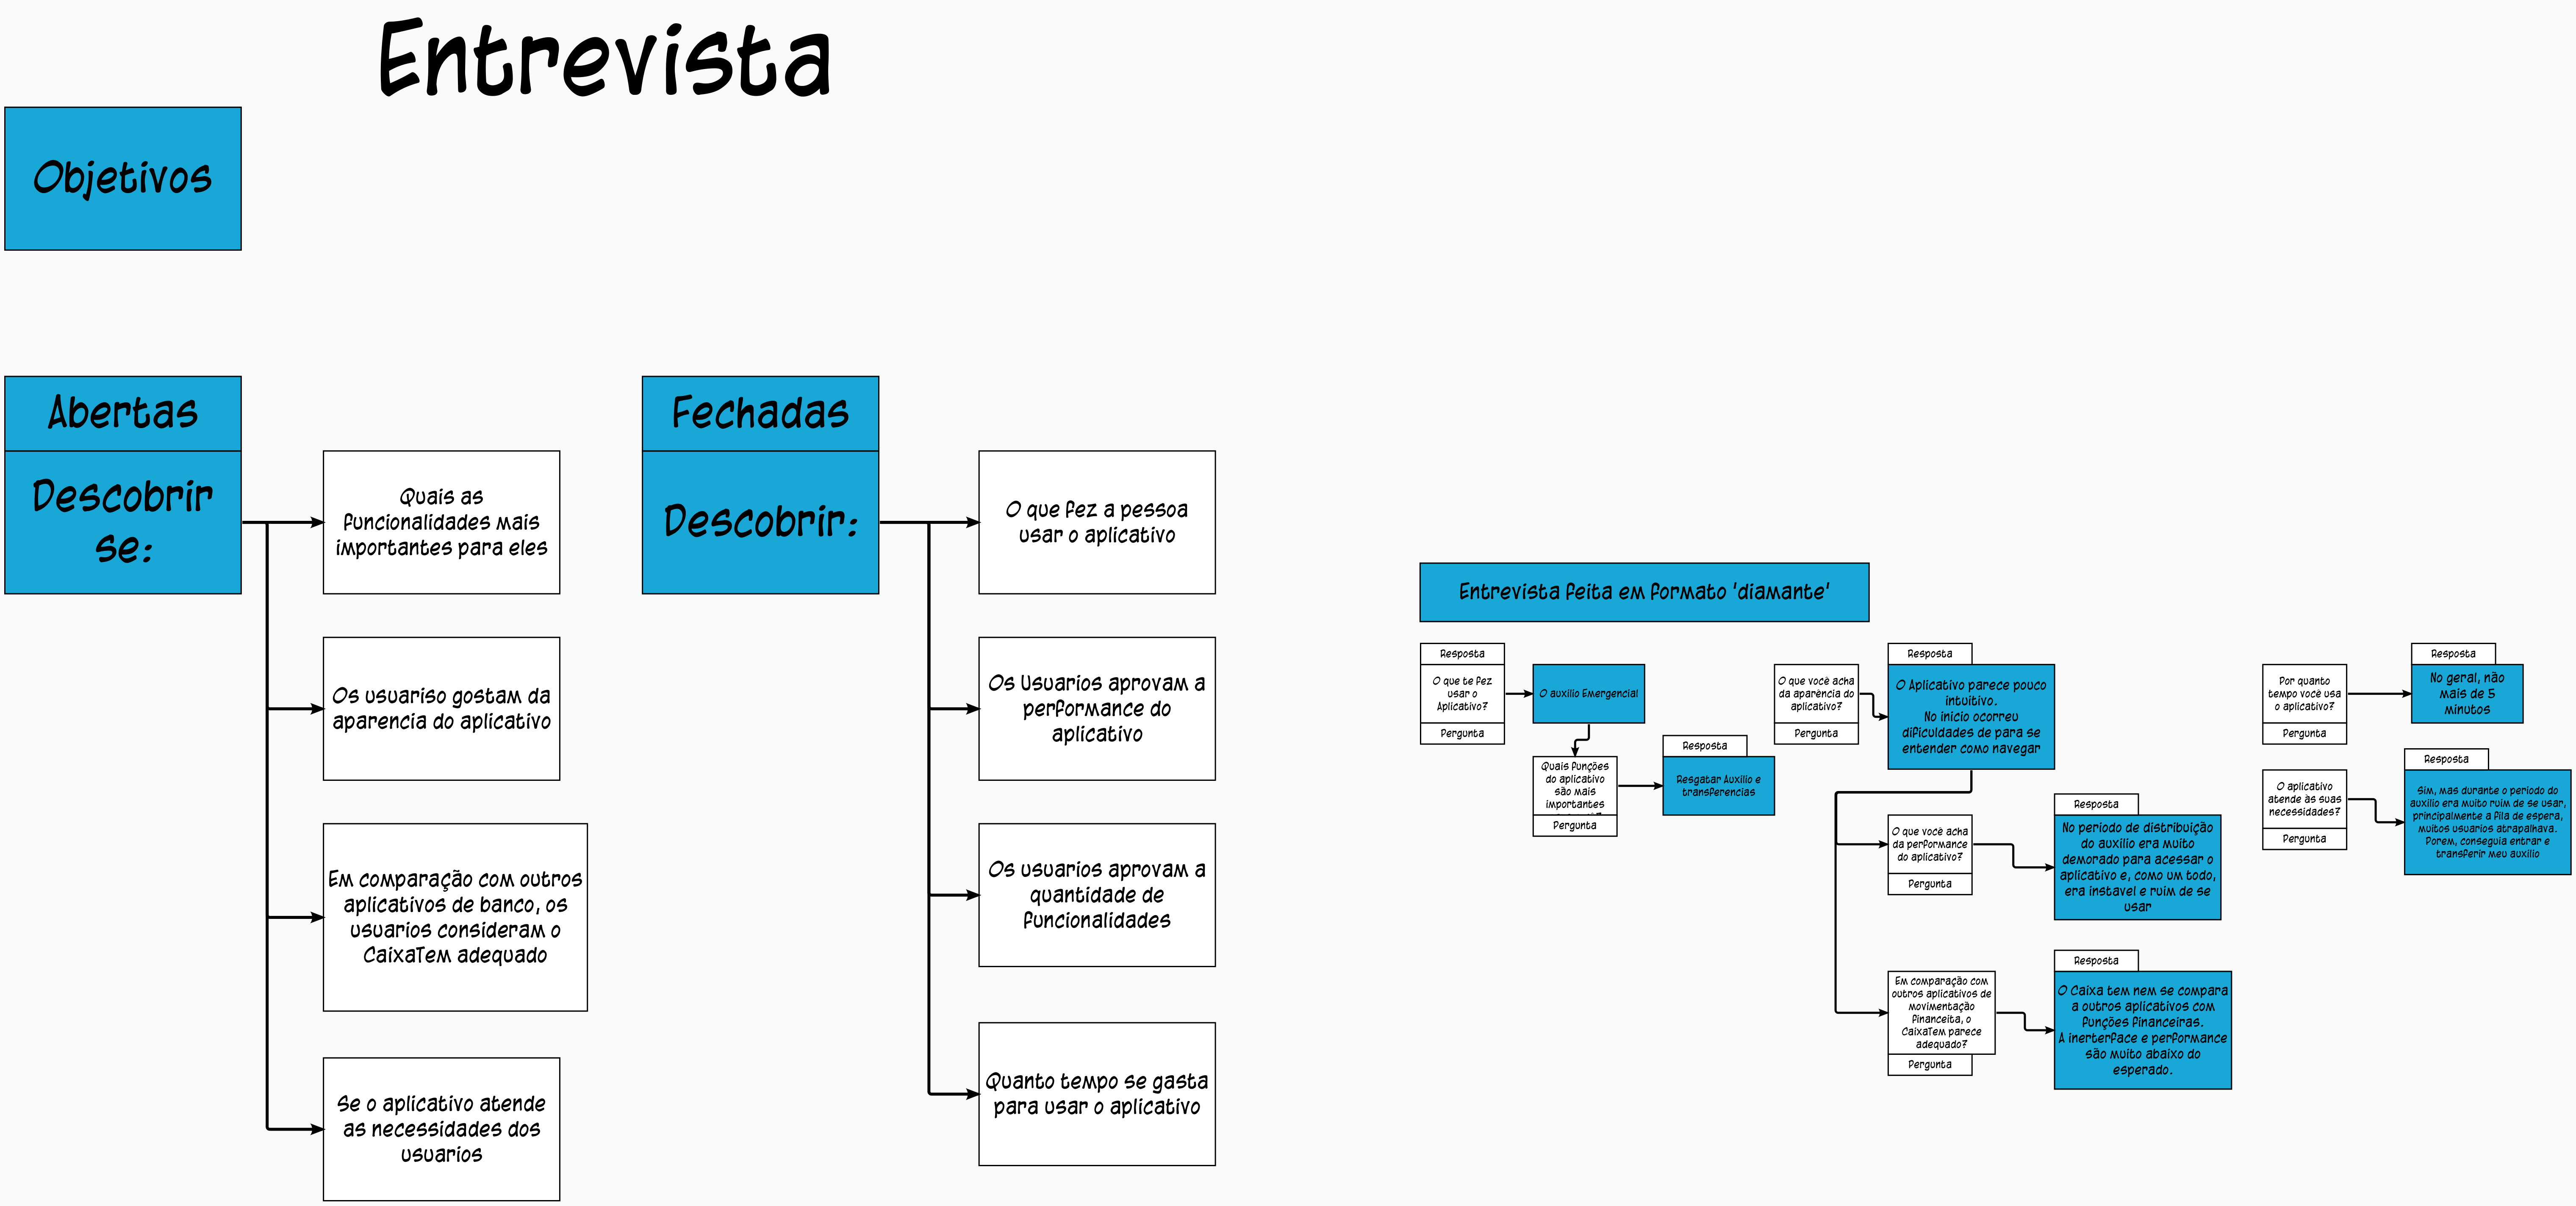 Entrevista
Objetivos
Abertas
Descobrir
se:
Quais as
funcionalidades mais
importantes para eles
Os usuariso gostam da
aparencia do aplicativo
Em comparação com outros
aplicativos de banco, os
usuarios consideram o
CaixaTem adequado
Se o aplicativo atende
as necessidades dos
usuarios
Fechadas
Descobrir:
O que fez a pessoa
usar o aplicativo
Os Usuarios aprovam a
performance do
aplicativo
Os usuarios aprovam a
quantidade de
funcionalidades
Quanto tempo se gasta
para usar o aplicativo
Entrevista feita em formato 'diamante'
Resposta
O que te fez
usar o
Aplicativo?
Pergunta
O auxilio Emergencial
Quais funções
do aplicativo
são mais
importantes
Pergunta
Resposta
Resgatar Auxílio e
transferencias
O que você acha
da aparência do
aplicativo?
Pergunta
Resposta
O Aplicativo parece pouco
intuitivo.
No inicio ocorreu
dificuldades de para se
entender como navegar
O que você acha
da performance
do aplicativo?
Pergunta
Resposta
No periodo de distribuição
do auxilio era muito
demorado para acessar o
aplicativo e, como um todo,
era instavel e ruim de se
usar
Em comparação com
outros aplicativos de
movimentação
financeita, o
CaixaTem parece
adequado?
Pergunta
Resposta
O Caixa tem nem se compara
a outros aplicativos com
funções financeiras.
A inerterface e performance
são muito abaixo do
esperado.
Por quanto
tempo você usa
o aplicativo?
Pergunta
Resposta
No geral, não
mais de 5
minutos
O aplicativo
atende às suas
necessidades?
Pergunta
Resposta
Sim, mas durante o periodo do
auxilio era muito ruim de se usar,
principalmente a fila de espera,
muitos usuarios atrapalhava.
Porem, conseguia entrar e
transferir meu auxilio